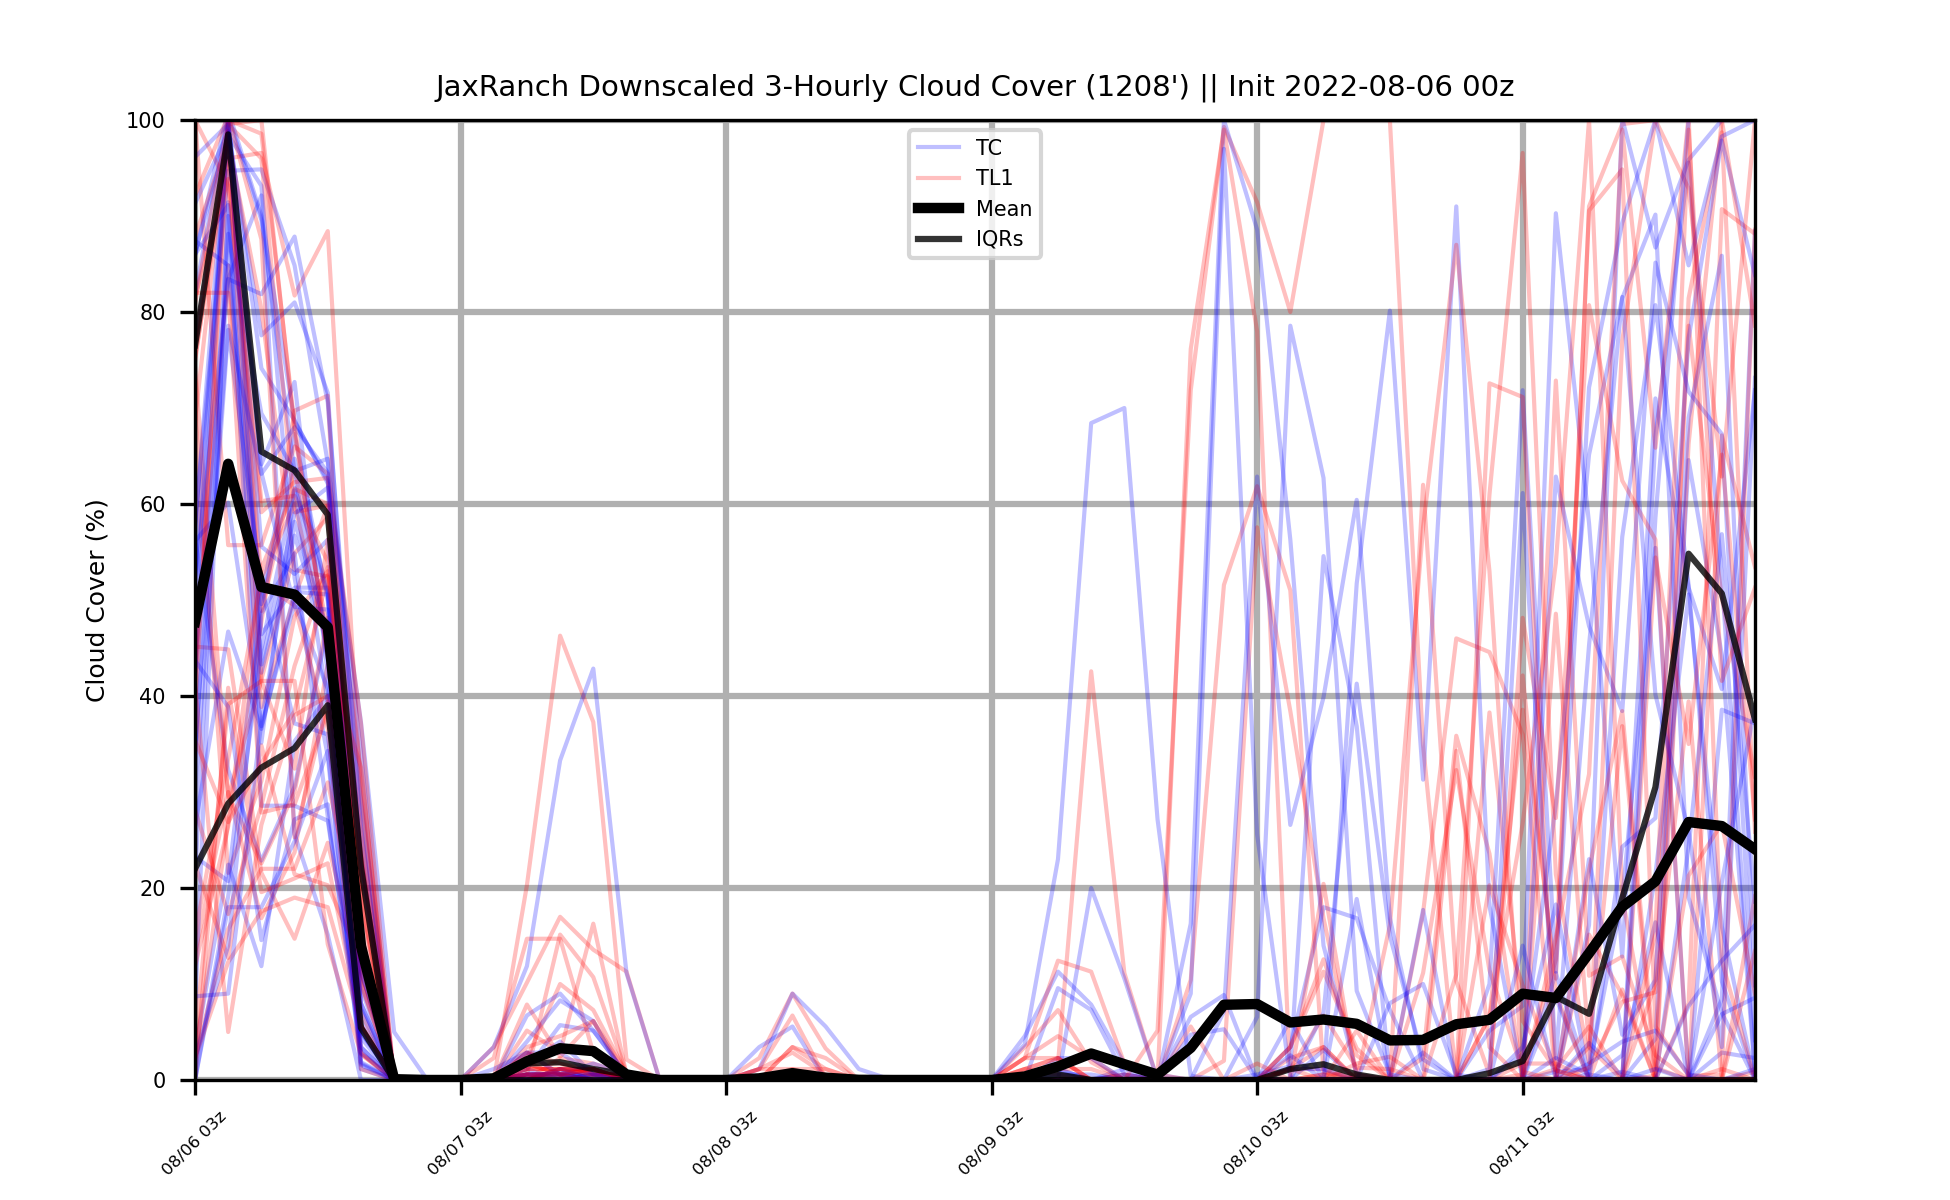 JaxRanch Downscaled 3-Hourly Cloud Cover (1208') || Init 2022-08-06 00z
TC
TL1
Mean
IQRs
Cloud Cover (%)
100
80
60
40
20
0
08/06 03z
08/07 03z
08/08 03z
08/09 03z
08/10 03z
08/11 03z